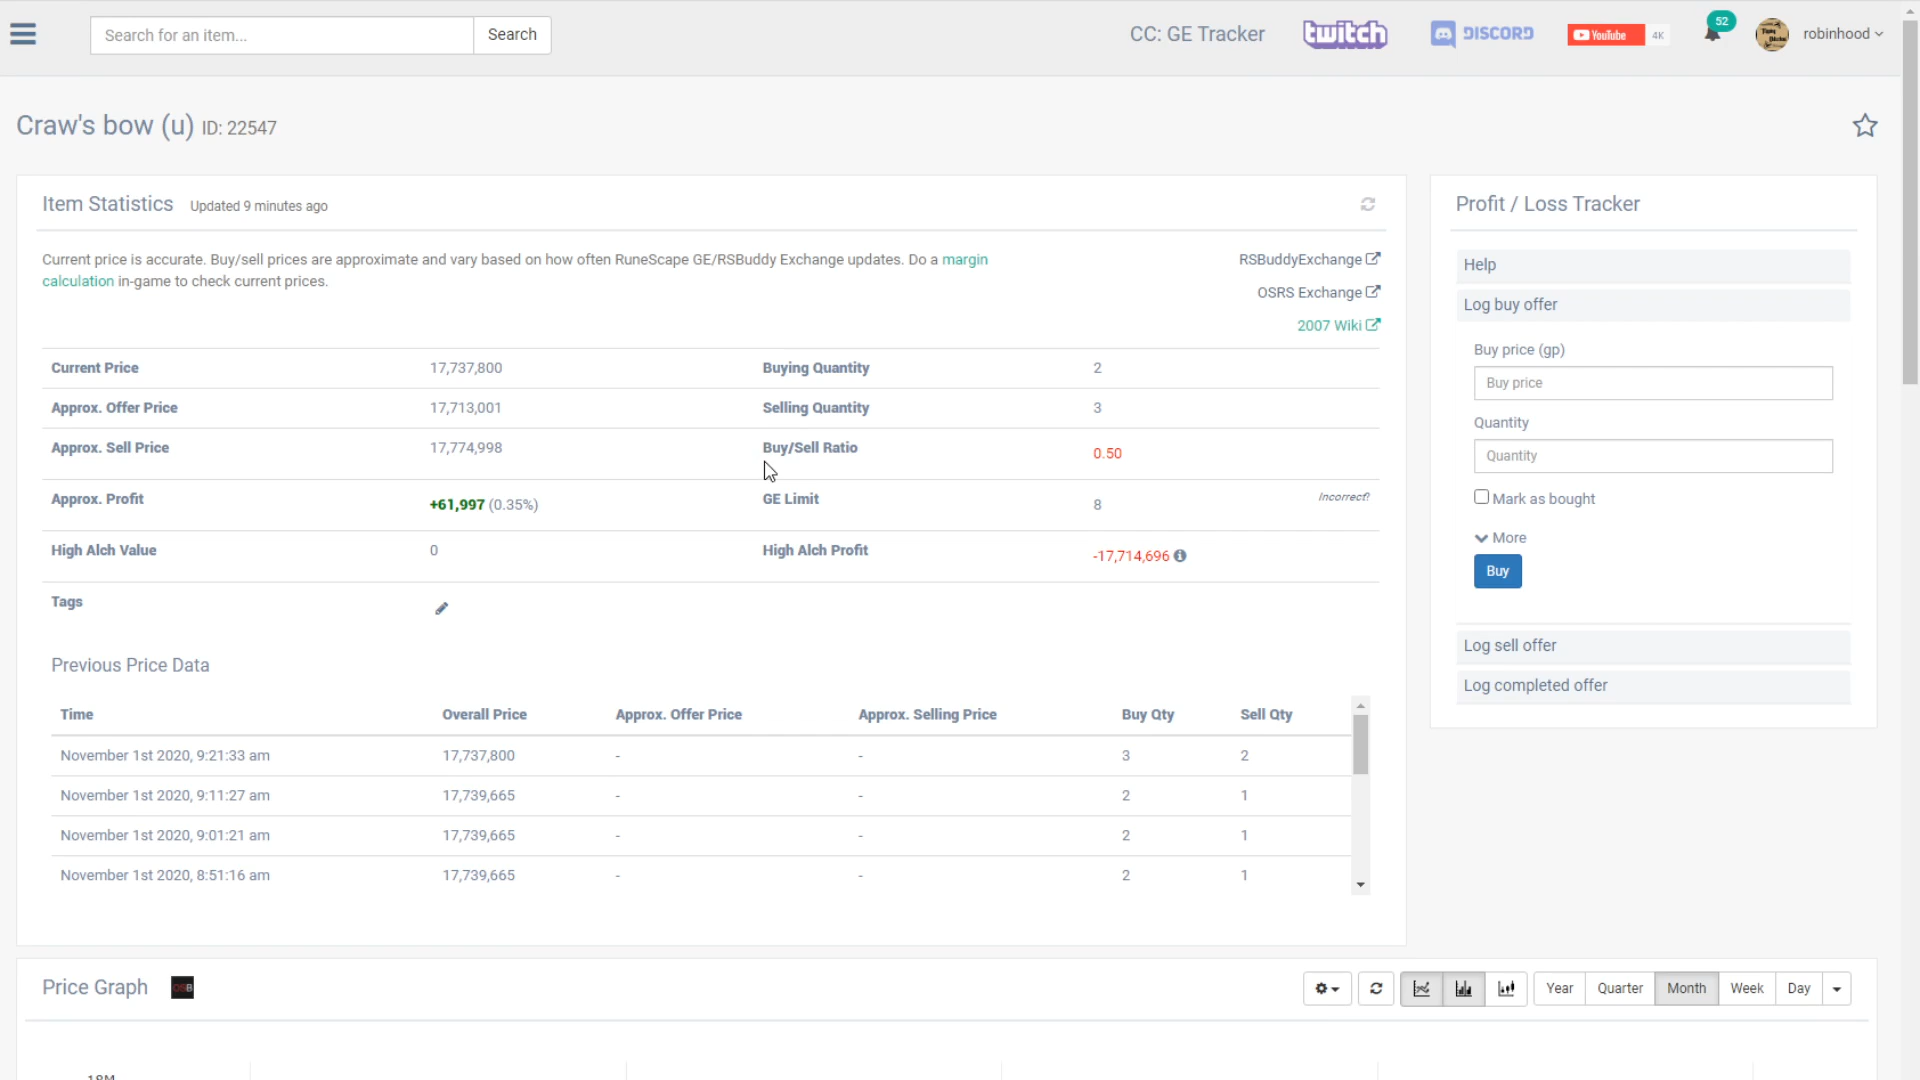 Search for an item...
Search
CC: GE Tracker
twitch
DISCORD
YouTube 4K
52
robinhood
Craw's bow (u) ID: 22547
Item Statistics Updated 9 minutes ago
Current price is accurate. Buy/sell prices are approximate and vary based on how often RuneScape GE/RSBuddy Exchange updates. Do a margin
calculation in-game to check current prices.
RSBuddyExchange
OSRS Exchange
2007 Wiki
Current Price 17,737,800 Buying Quantity 2
Approx. Offer Price 17,713,001 Selling Quantity 3
Approx. Sell Price 17,774,998 Buy/Sell Ratio 0.50
Approx. Profit +61,997 (0.35%) GE Limit 8 Incorrect?
High Alch Value 0 High Alch Profit -17,714,696
Tags
Previous Price Data
Time Overall Price Approx. Offer Price Approx. Selling Price Buy Qty Sell Qty
November 1st 2020, 9:21:33 am 17,737,800 - - 3 2
November 1st 2020, 9:11:27 am 17,739,665 - - 2 1
November 1st 2020, 9:01:21 am 17,739,665 - - 2 1
November 1st 2020, 8:51:16 am 17,739,665 - - 2 1
Profit / Loss Tracker
Help
Log buy offer
Buy price (gp)
Buy price
Quantity
Quantity
Mark as bought
More
Buy
Log sell offer
Log completed offer
Price Graph OSB
Year Quarter Month Week Day
18M